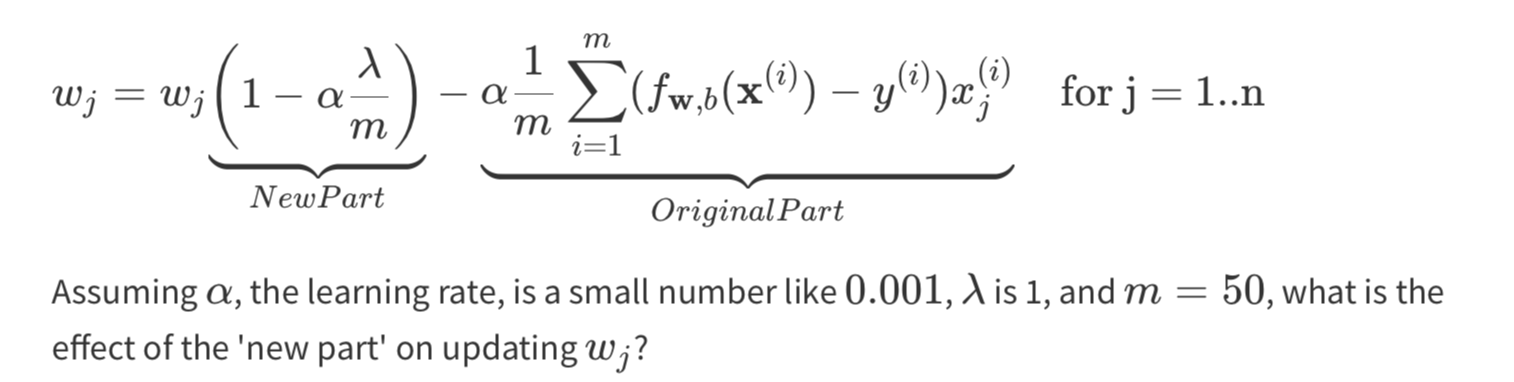 w_j = w_j (1 − α λ/m) − α 1/m ∑_{i=1}^{m} (f_{w,b}(x^{(i)}) − y^{(i)}) x_j^{(i)} for j = 1..n
NewPart
OriginalPart
Assuming α, the learning rate, is a small number like 0.001, λ is 1, and m = 50, what is the
effect of the 'new part' on updating w_j?